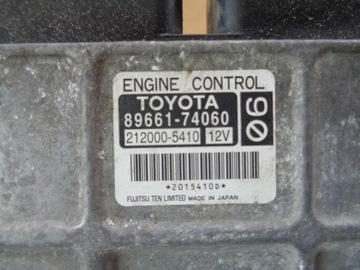 ENGINE CONTROL
TOYOTA
89661-74060
212000-5410 12V
06
*2015410D*
FUJITSU TEN LIMITED MADE IN JAPAN